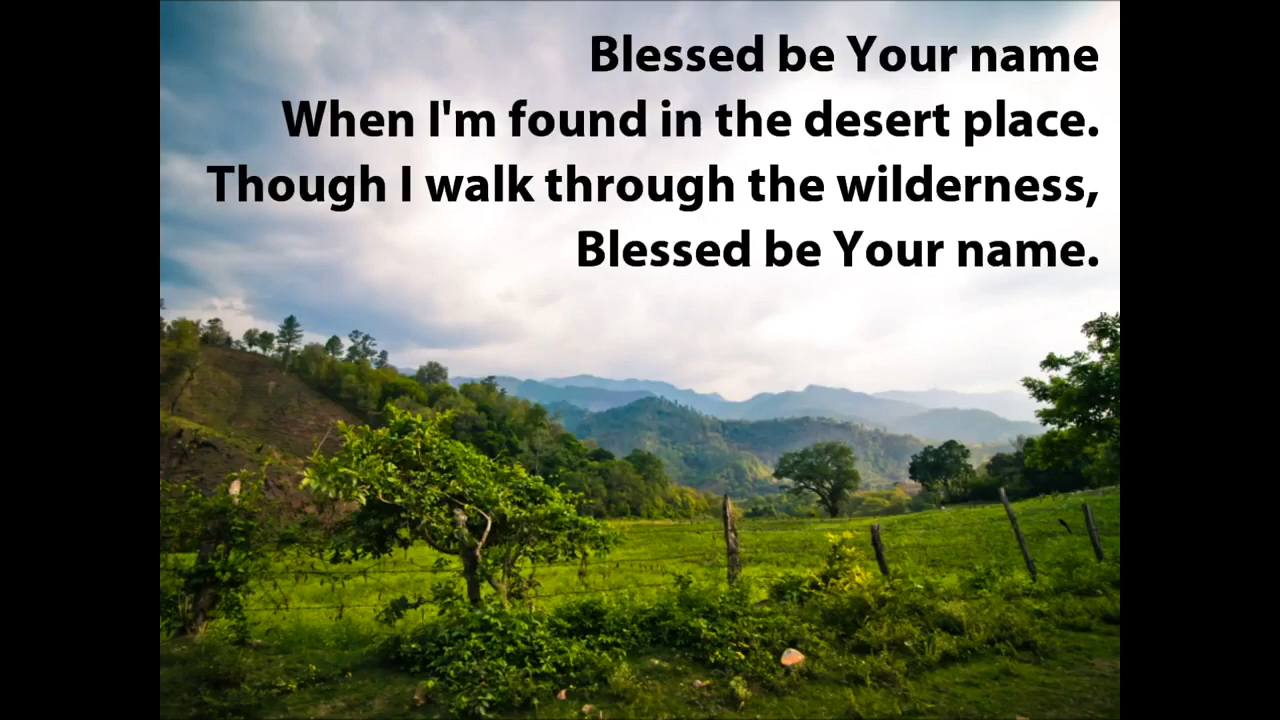 Blessed be Your name
When I'm found in the desert place.
Though I walk through the wilderness,
Blessed be Your name.